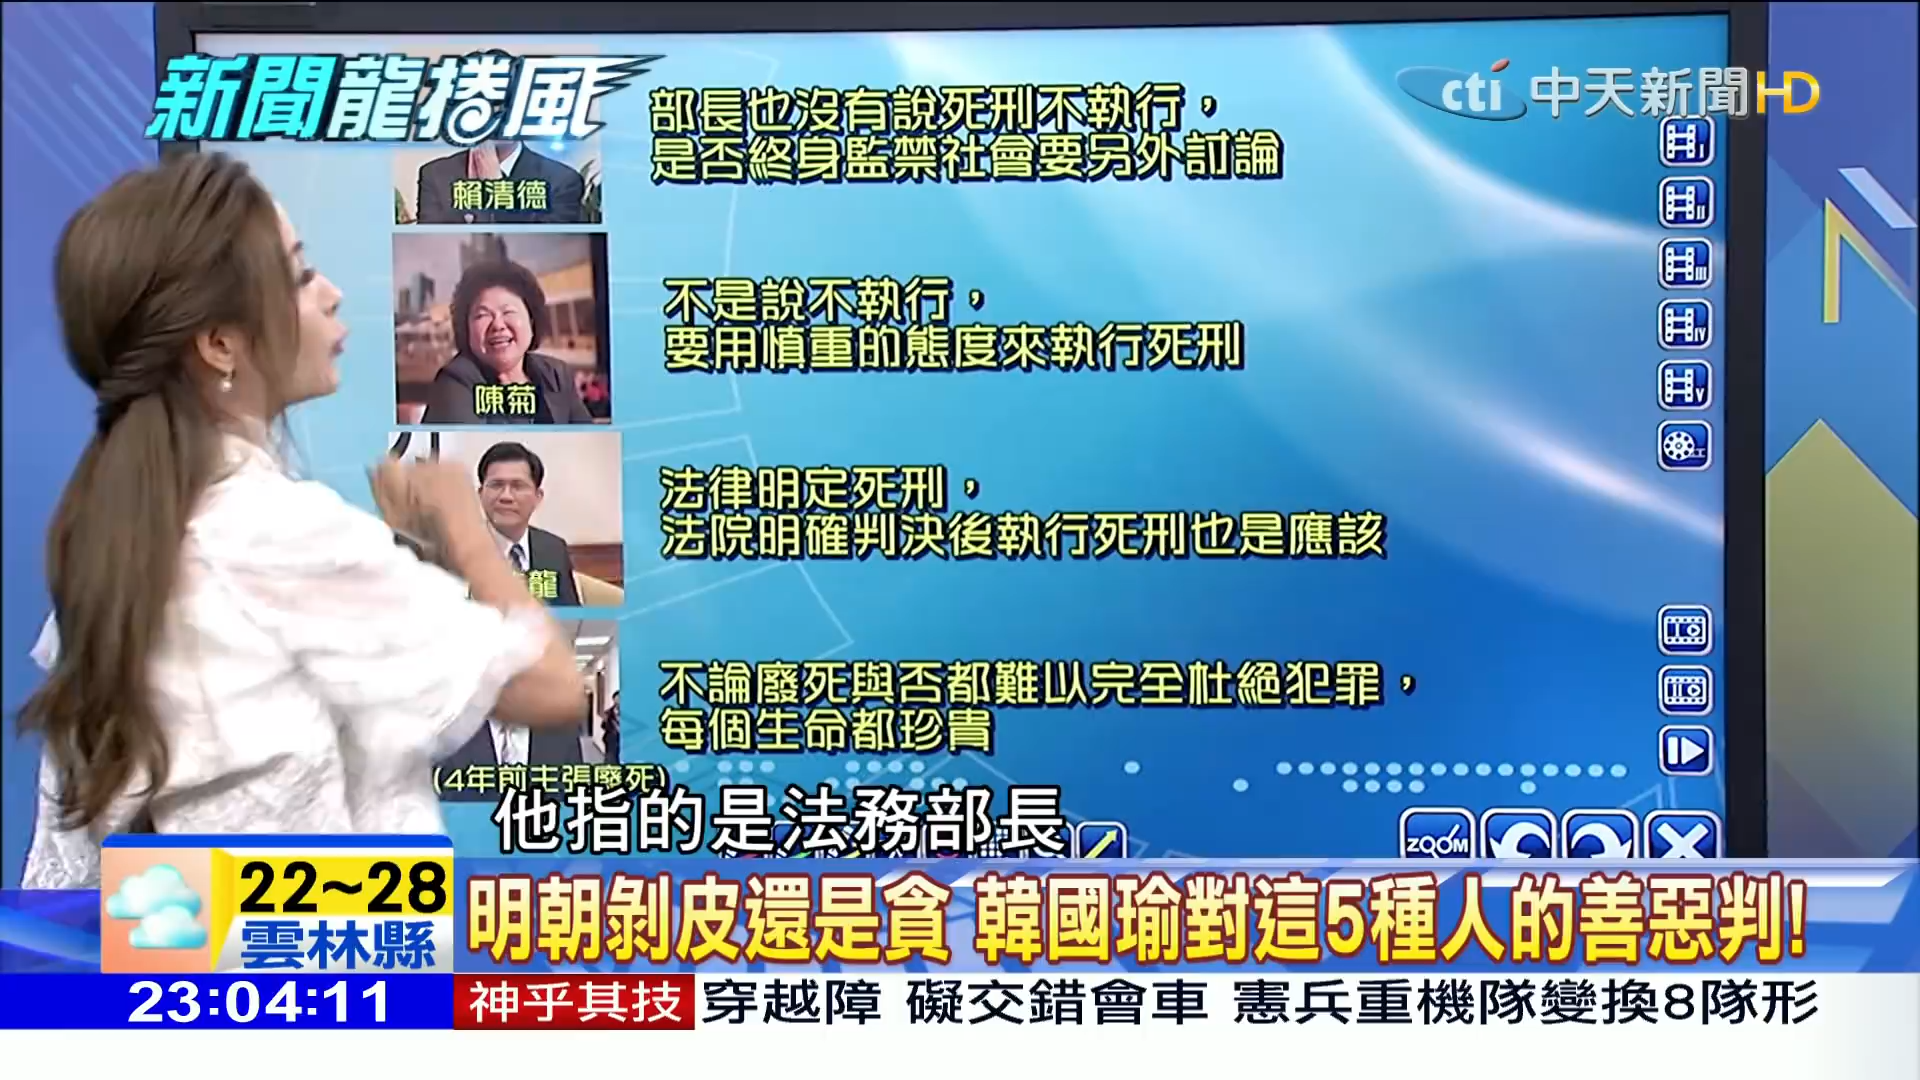 新聞龍捲風
cti 中天新聞HD
部長也沒有說死刑不執行，
是否終身監禁社會要另外討論
賴清德
不是說不執行，
要用慎重的態度來執行死刑
陳菊
法律明定死刑，
法院明確判決後執行死刑也是應該
龍
不論廢死與否都難以完全杜絕犯罪，
每個生命都珍貴
(4年前主張廢死)
I
II
III
IV
V
I
II
ZOOM
他指的是法務部長
22~28
雲林縣
明朝剝皮還是貪 韓國瑜對這5種人的善惡判!
23:04:11
神乎其技 穿越障 礙交錯會車 憲兵重機隊變換8隊形